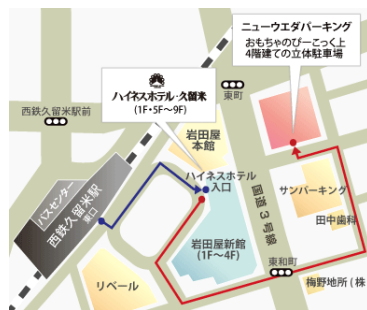 ニューウエダパーキング
おもちゃのぴーこっく上
4階建ての立体駐車場
ハイネスホテル・久留米
(1F・5F〜9F)
西鉄久留米駅前
東町
岩田屋
本館
ハイネスホテル
入口
バスセンター
西鉄久留米駅
東口
国道3号線
サンパーキング
田中歯科
岩田屋新館
(1F〜4F)
東和町
リベール
梅野地所(株